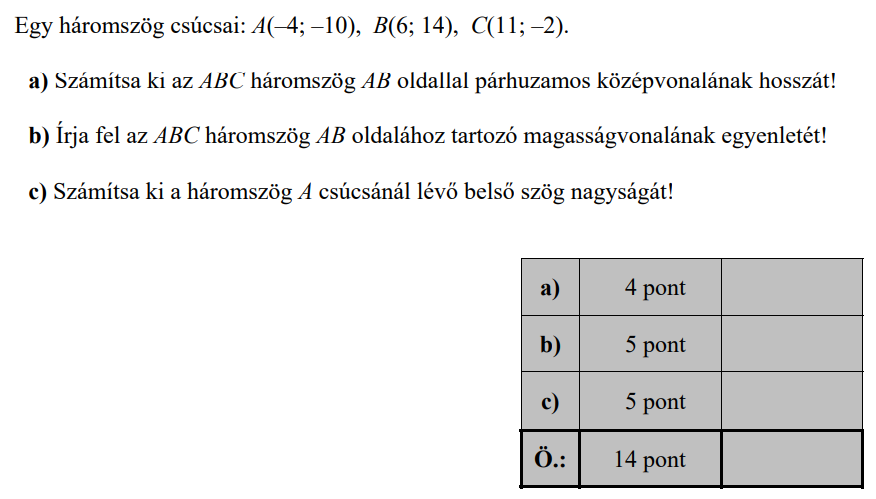 Egy háromszög csúcsai: A(–4; –10), B(6; 14), C(11; –2).
a) Számítsa ki az ABC háromszög AB oldallal párhuzamos középvonalának hosszát!
b) Írja fel az ABC háromszög AB oldalához tartozó magasságvonalának egyenletét!
c) Számítsa ki a háromszög A csúcsánál lévő belső szög nagyságát!
a) 4 pont
b) 5 pont
c) 5 pont
Ö.: 14 pont